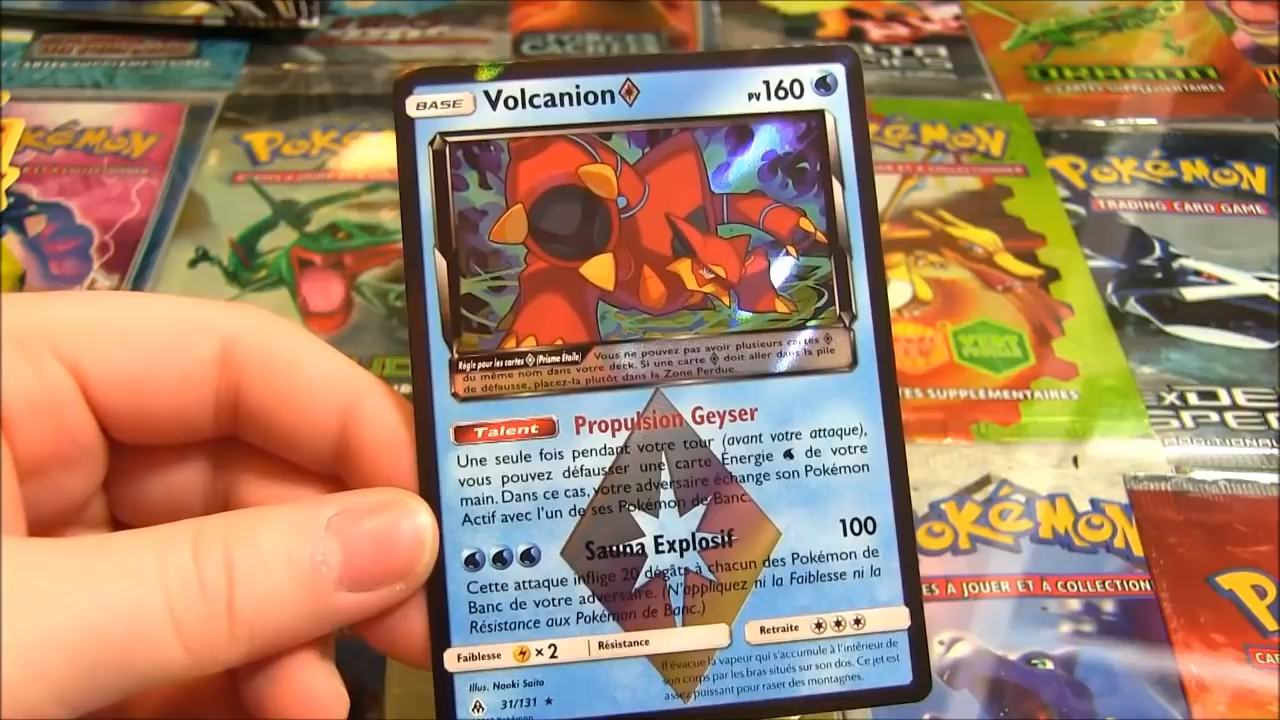 BASE
Volcanion
PV160
Règle pour les cartes (Prisme Étoile) Vous ne pouvez pas avoir plusieurs cartes
du même nom dans votre deck. Si une carte doit aller dans la pile
de défausse, placez-la plutôt dans la Zone Perdue.
Talent Propulsion Geyser
Une seule fois pendant votre tour (avant votre attaque),
vous pouvez défausser une carte Énergie de votre
main. Dans ce cas, votre adversaire échange son Pokémon
Actif avec l'un de ses Pokémon de Banc.
Sauna Explosif 100
Cette attaque inflige 20 dégâts à chacun des Pokémon de
Banc de votre adversaire. (N'appliquez ni la Faiblesse ni la
Résistance aux Pokémon de Banc.)
Faiblesse ×2 Résistance
Retraite
Illus. Naoki Saito
31/131
Il évacue la vapeur qui s'accumule à l'intérieur de
son corps par les bras situés sur son dos. Ce jet est
assez puissant pour raser des montagnes.
POKÉMON
TRADING CARD GAME
SUPPLÉMENTAIRES
ES À JOUER ET À COLLECTION